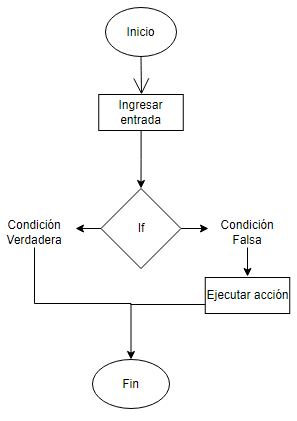 Inicio
Ingresar
entrada
If
Condición
Verdadera
Condición
Falsa
Ejecutar acción
Fin